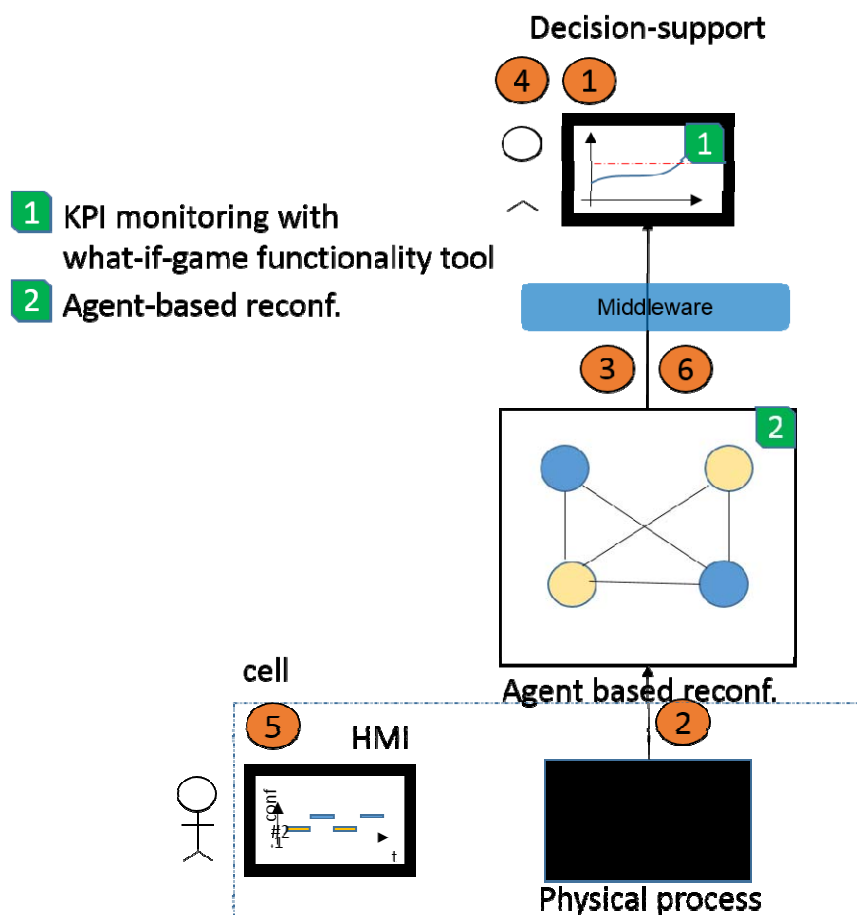 Decision-support
4 1
1
1 KPI monitoring with
what-if-game functionality tool
2 Agent-based reconf.
Middleware
3 6
2
cell
Agent based reconf.
5
HMI
2
conf
#2
t
Physical process